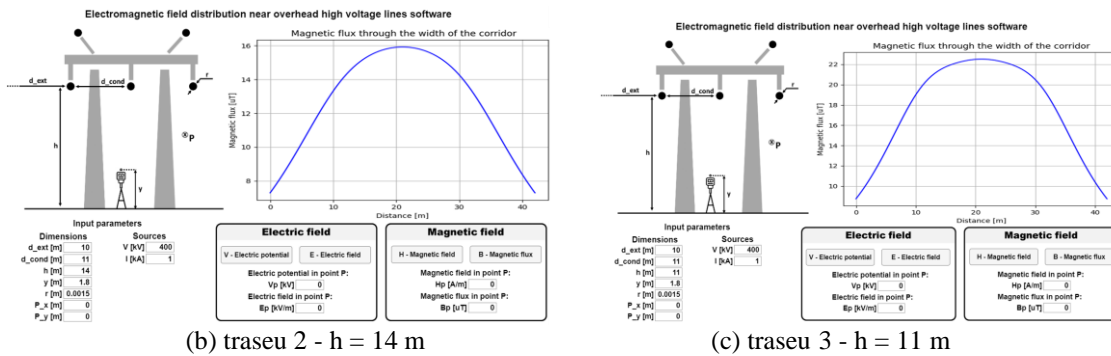 Electromagnetic field distribution near overhead high voltage lines software
Magnetic flux through the width of the corridor
Magnetic flux [uT]
16
14
12
10
8
0 10 20 30 40
Distance [m]
d_ext
d_cond
r
h
P
y
Input parameters
Dimensions Sources
d_ext [m] 10 V [kV] 400
d_cond [m] 11 I [kA] 1
h [m] 14
y [m] 1.8
r [m] 0.0015
P_x [m] 0
P_y [m] 0
Electric field
V - Electric potential E - Electric field
Electric potential in point P:
Vp [kV] 0
Electric field in point P:
Ep [kV/m] 0
Magnetic field
H - Magnetic field B - Magnetic flux
Magnetic field in point P:
Hp [A/m] 0
Magnetic flux in point P:
Bp [uT] 0
(b) traseu 2 - h = 14 m
Electromagnetic field distribution near overhead high voltage lines software
Magnetic flux through the width of the corridor
Magnetic flux [uT]
22
20
18
16
14
12
10
0 10 20 30 40
Distance [m]
d_ext
d_cond
r
h
P
y
Input parameters
Dimensions Sources
d_ext [m] 10 V [kV] 400
d_cond [m] 11 I [kA] 1
h [m] 11
y [m] 1.8
r [m] 0.0015
P_x [m] 0
P_y [m] 0
Electric field
V - Electric potential E - Electric field
Electric potential in point P:
Vp [kV] 0
Electric field in point P:
Ep [kV/m] 0
Magnetic field
H - Magnetic field B - Magnetic flux
Magnetic field in point P:
Hp [A/m] 0
Magnetic flux in point P:
Bp [uT] 0
(c) traseu 3 - h = 11 m